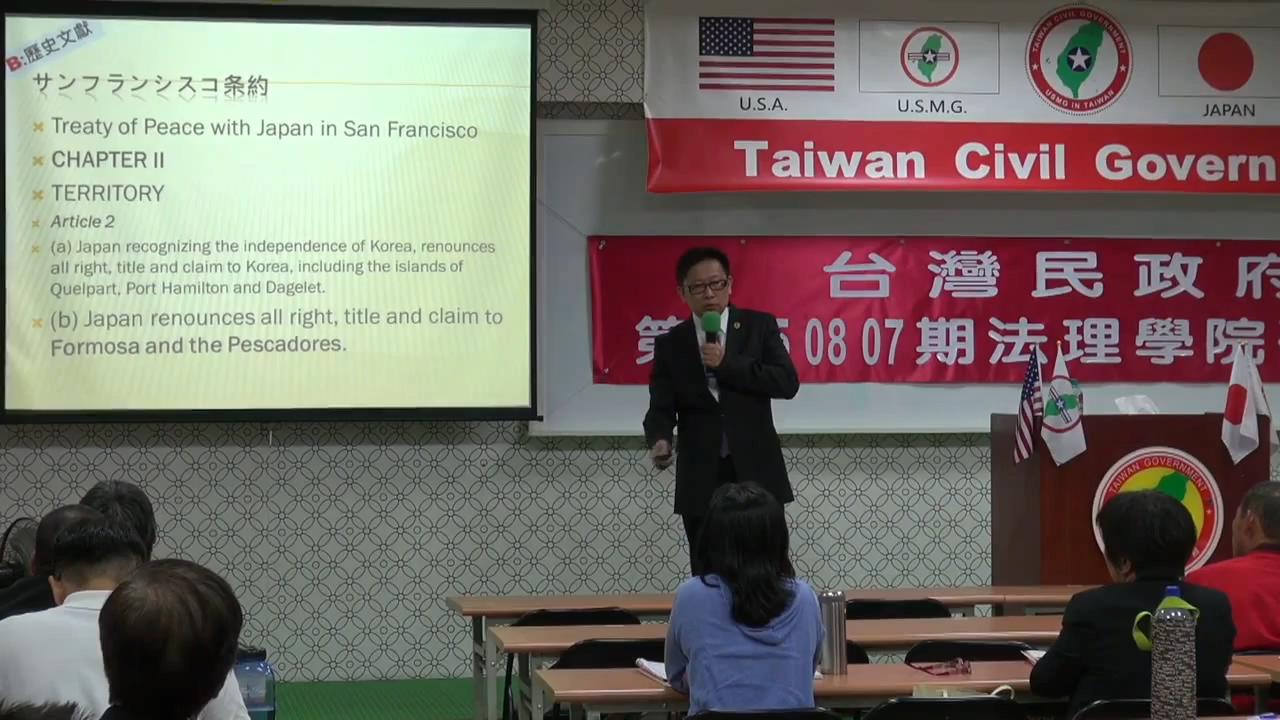 B:歷史文獻
サンフランシスコ条約
Treaty of Peace with Japan in San Francisco
CHAPTER II
TERRITORY
Article 2
(a) Japan recognizing the independence of Korea, renounces
all right, title and claim to Korea, including the islands of
Quelpart, Port Hamilton and Dagelet.
(b) Japan renounces all right, title and claim to
Formosa and the Pescadores.
U.S.A.
U.S.M.G.
TAIWAN CIVIL GOVERNMENT
USMG IN TAIWAN
JAPAN
Taiwan Civil Govern
台灣民政府
第 5 08 07 期法理學院
TAIWAN GOVERNMENT